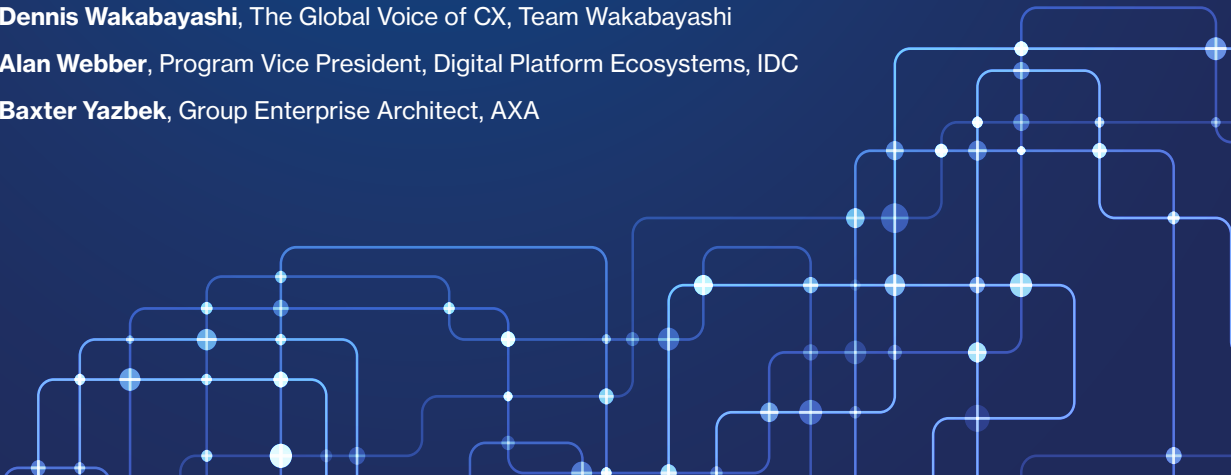 Dennis Wakabayashi, The Global Voice of CX, Team Wakabayashi
Alan Webber, Program Vice President, Digital Platform Ecosystems, IDC
Baxter Yazbek, Group Enterprise Architect, AXA